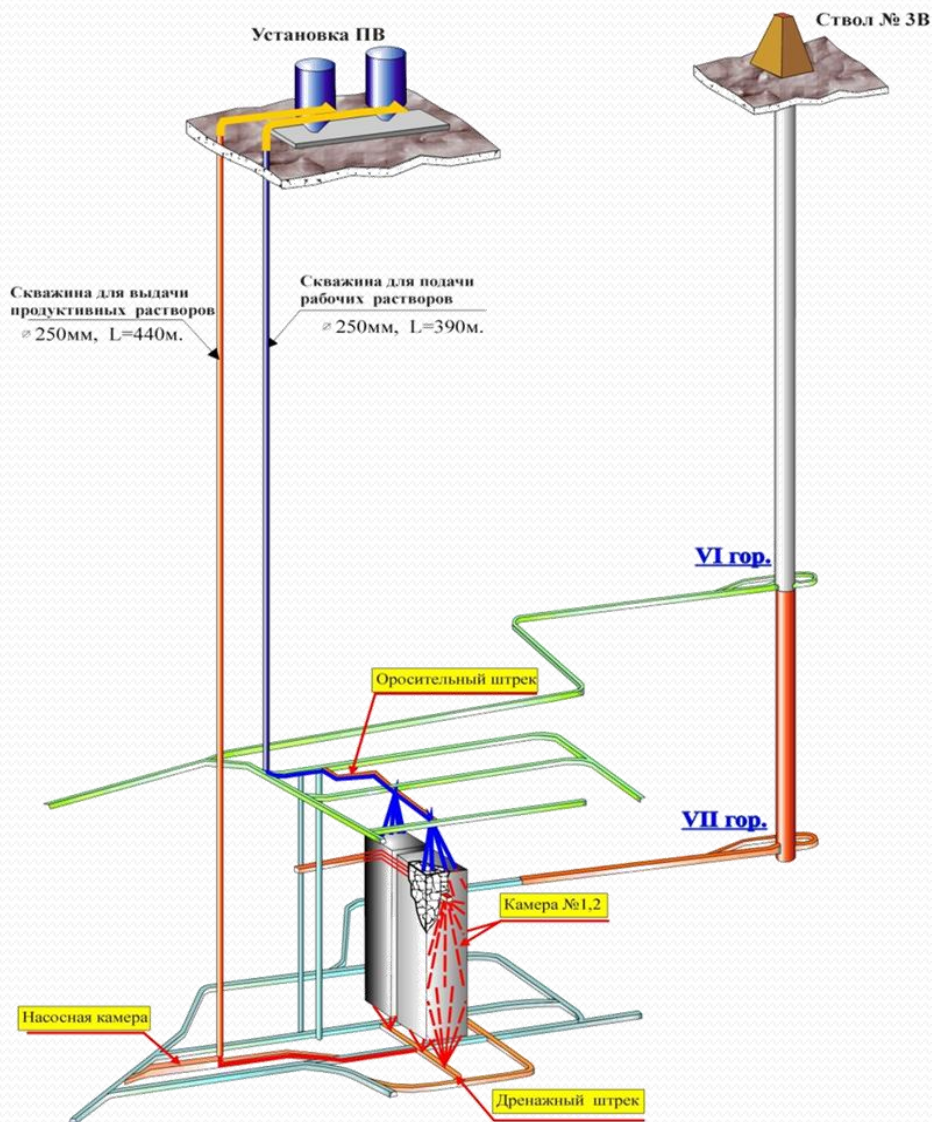 Установка ПВ
Ствол № 3В
Скважина для выдачи
продуктивных растворов
⌀ 250мм, L=440м.
Скважина для подачи
рабочих растворов
⌀ 250мм, L=390м.
VI гор.
Оросительный штрек
VII гор.
Камера №1,2
Насосная камера
Дренажный штрек